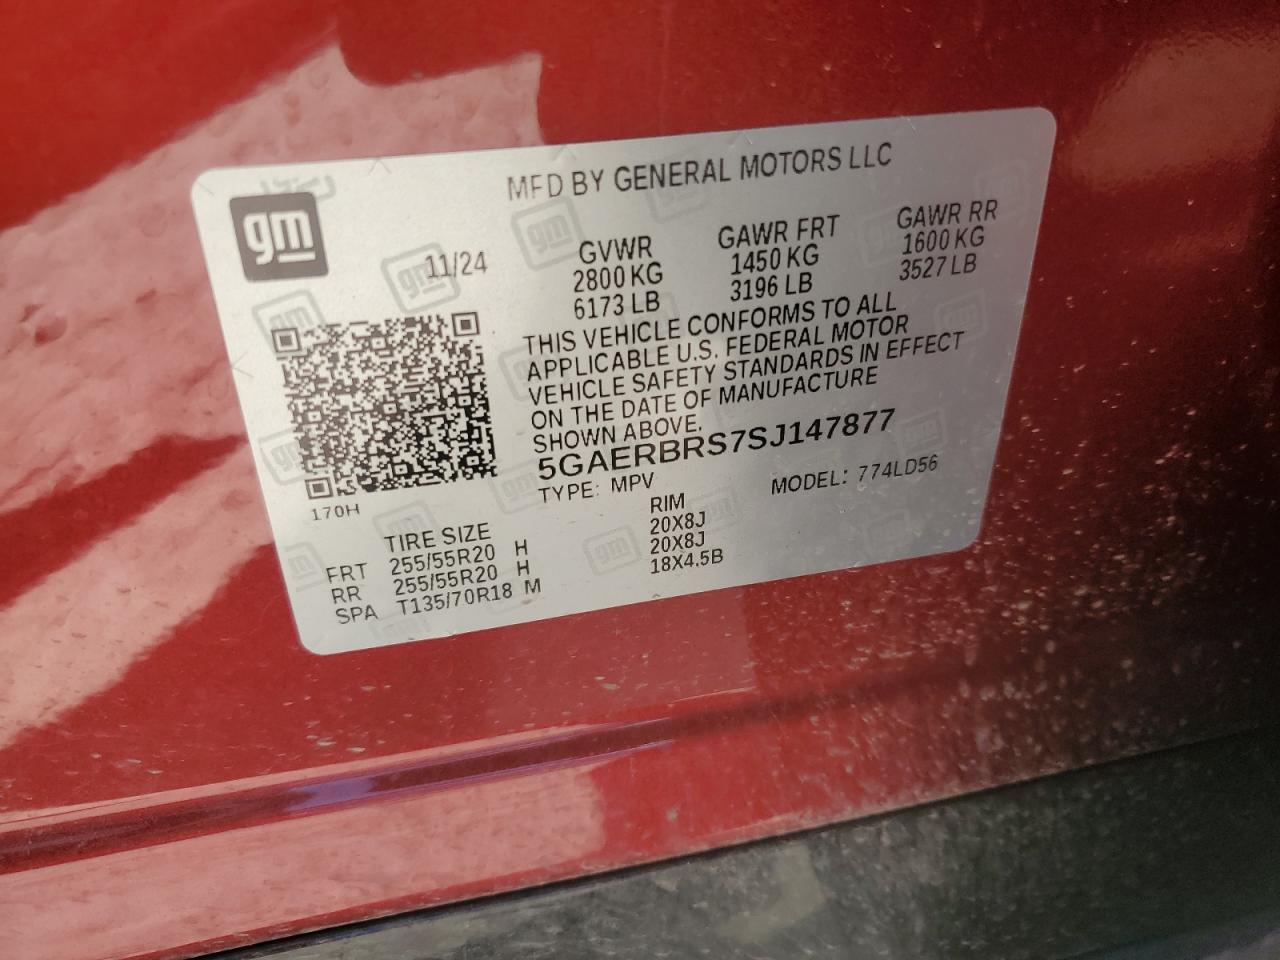 MFD BY GENERAL MOTORS LLC
gm
11/24
GVWR GAWR FRT GAWR RR
2800 KG 1450 KG 1600 KG
6173 LB 3196 LB 3527 LB
THIS VEHICLE CONFORMS TO ALL
APPLICABLE U.S. FEDERAL MOTOR
VEHICLE SAFETY STANDARDS IN EFFECT
ON THE DATE OF MANUFACTURE
SHOWN ABOVE.
5GAERBRS7SJ147877
TYPE: MPV MODEL: 774LD56
170H
TIRE SIZE RIM
FRT 255/55R20 H 20X8J
RR 255/55R20 H 20X8J
SPA T135/70R18 M 18X4.5B